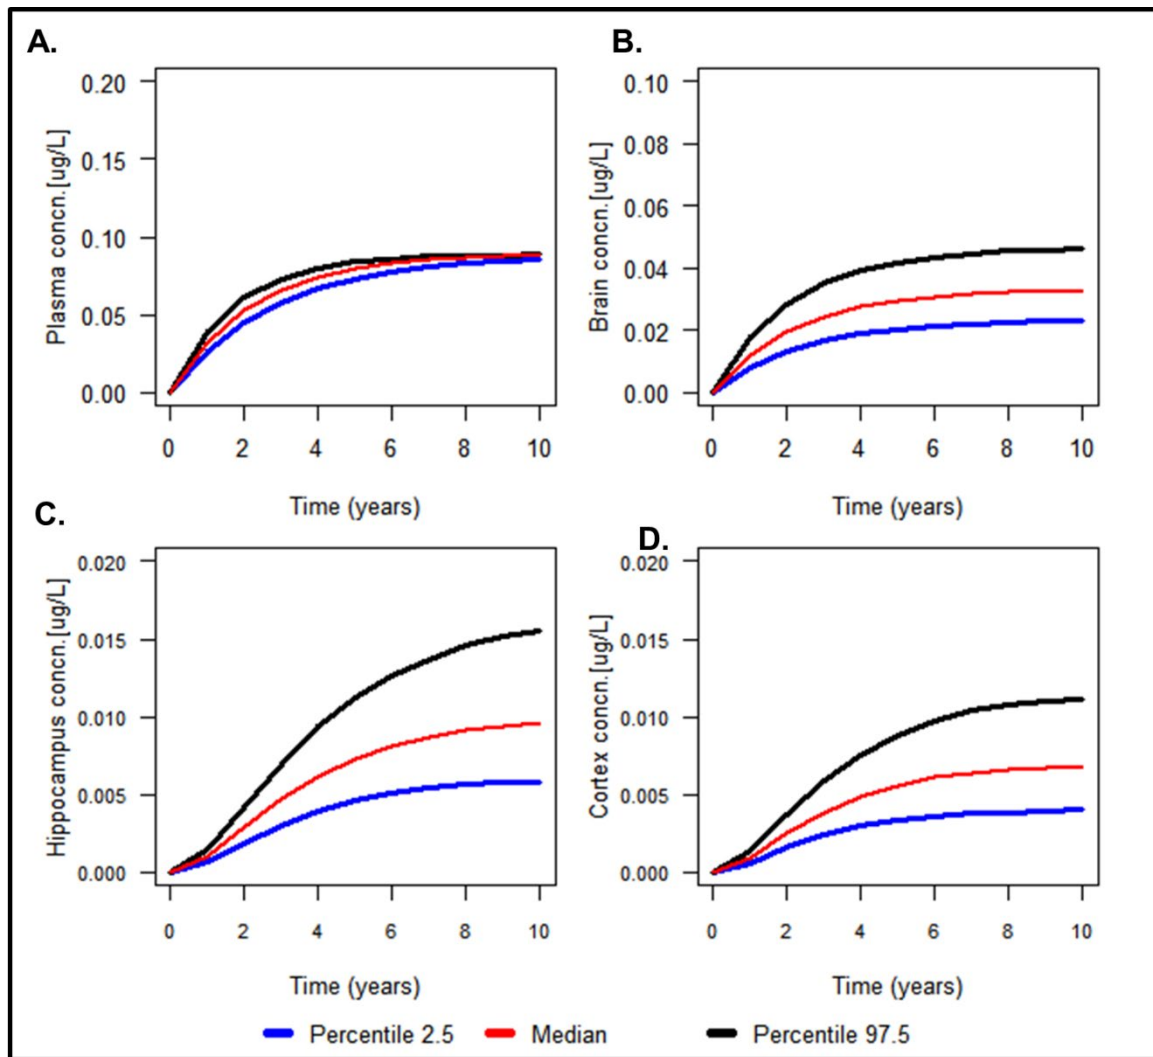 A.
Plasma concn.[ug/L]
0.20
0.15
0.10
0.05
0.00
0 2 4 6 8 10
Time (years)
B.
Brain concn.[ug/L]
0.10
0.08
0.06
0.04
0.02
0.00
0 2 4 6 8 10
Time (years)
C.
Hippocampus concn.[ug/L]
0.020
0.015
0.010
0.005
0.000
0 2 4 6 8 10
Time (years)
D.
Cortex concn.[ug/L]
0.020
0.015
0.010
0.005
0.000
0 2 4 6 8 10
Time (years)
Percentile 2.5 Median Percentile 97.5